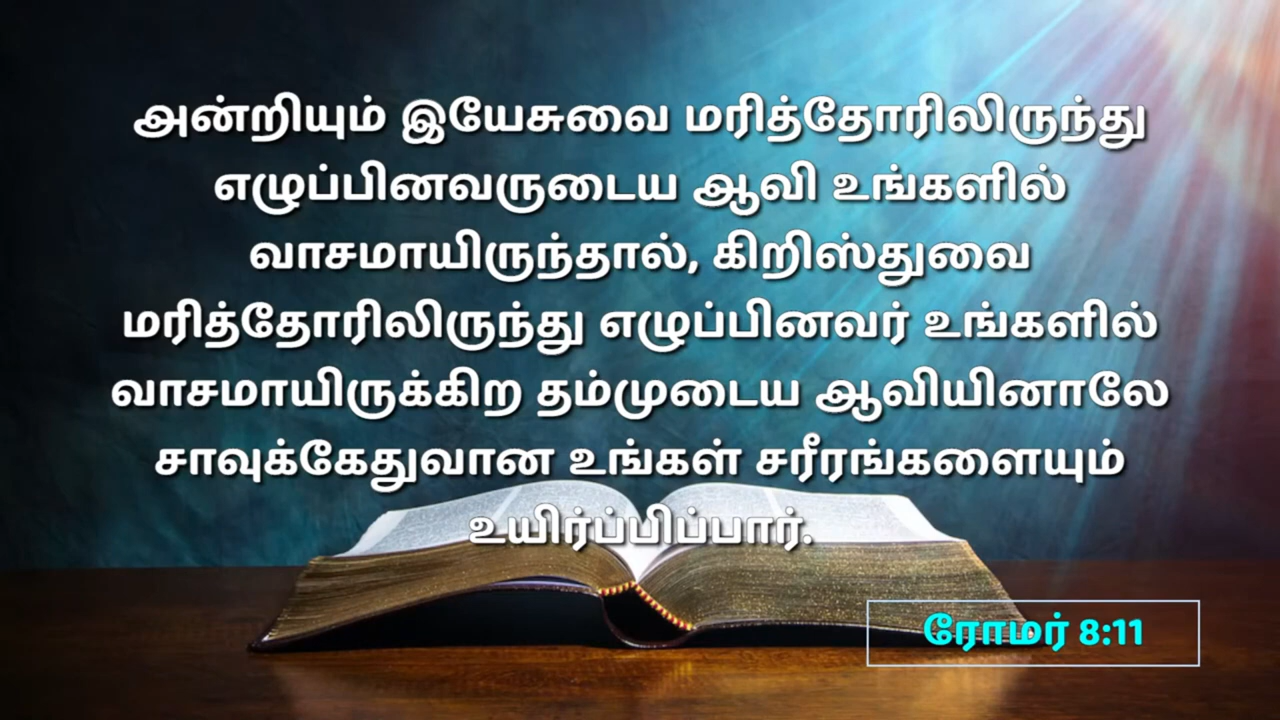 அன்றியும் இயேசுவை மரித்தோரிலிருந்து
எழுப்பினவருடைய ஆவி உங்களில்
வாசமாயிருந்தால், கிறிஸ்துவை
மரித்தோரிலிருந்து எழுப்பினவர் உங்களில்
வாசமாயிருக்கிற தம்முடைய ஆவியினாலே
சாவுக்கேதுவான உங்கள் சரீரங்களையும்
உயிர்ப்பிப்பார்.
ரோமர் 8:11